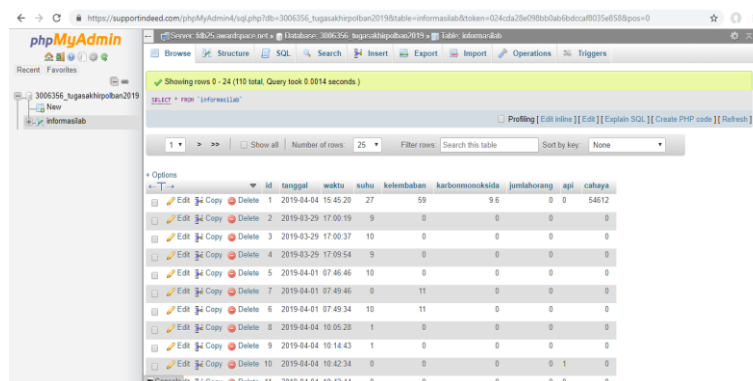 https://supportindeed.com/phpMyAdmin4/sql.php?db=3006356_tugasakhirpolban2019&table=informasilab&token=024cda28e098bb0ab6bdccaff0035e858&pos=0
phpMyAdmin
Recent Favorites
3006356_tugasakhirpolban2019
New
informasilab
Server: fdb25.awardspace.net » Database: 3006356_tugasakhirpolban2019 » Table: informasilab
Browse Structure SQL Search Insert Export Import Operations Triggers
Showing rows 0 - 24 (110 total, Query took 0.0014 seconds.)
SELECT * FROM `informasilab`
Profiling [ Edit inline ] [ Edit ] [ Explain SQL ] [ Create PHP code ] [ Refresh ]
1 > >> Show all Number of rows: 25 Filter rows: Search this table Sort by key: None
+ Options
←T→ id tanggal waktu suhu kelembaban karbonmonoksida jumlahorang api cahaya
Edit Copy Delete 1 2019-04-04 15:45:20 27 59 9.6 0 0 54612
Edit Copy Delete 2 2019-03-29 17:00:19 9 0 0 0 0
Edit Copy Delete 3 2019-03-29 17:00:37 10 0 0 0 0
Edit Copy Delete 4 2019-03-29 17:09:54 9 0 0 0 0
Edit Copy Delete 5 2019-04-01 07:46:46 10 0 0 0 0
Edit Copy Delete 7 2019-04-01 07:49:46 0 11 0 0 0
Edit Copy Delete 6 2019-04-01 07:49:34 10 11 0 0 0
Edit Copy Delete 8 2019-04-04 10:05:28 1 0 0 0 0
Edit Copy Delete 9 2019-04-04 10:14:43 1 0 0 0 0
Edit Copy Delete 10 2019-04-04 10:42:34 0 0 0 0 1 0